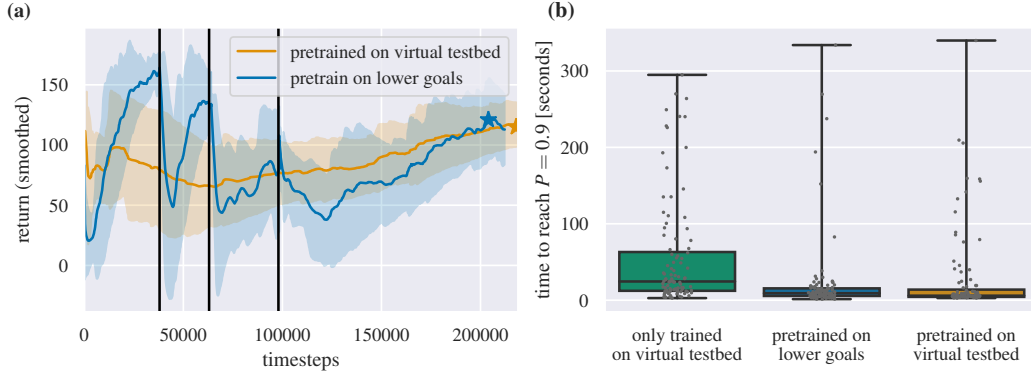 (a)
pretrained on virtual testbed
pretrain on lower goals
150
100
50
0
return (smoothed)
0
50000
100000
150000
200000
timesteps
(b)
300
200
100
0
time to reach P = 0.9 [seconds]
only trained
on virtual testbed
pretrained on
lower goals
pretrained on
virtual testbed